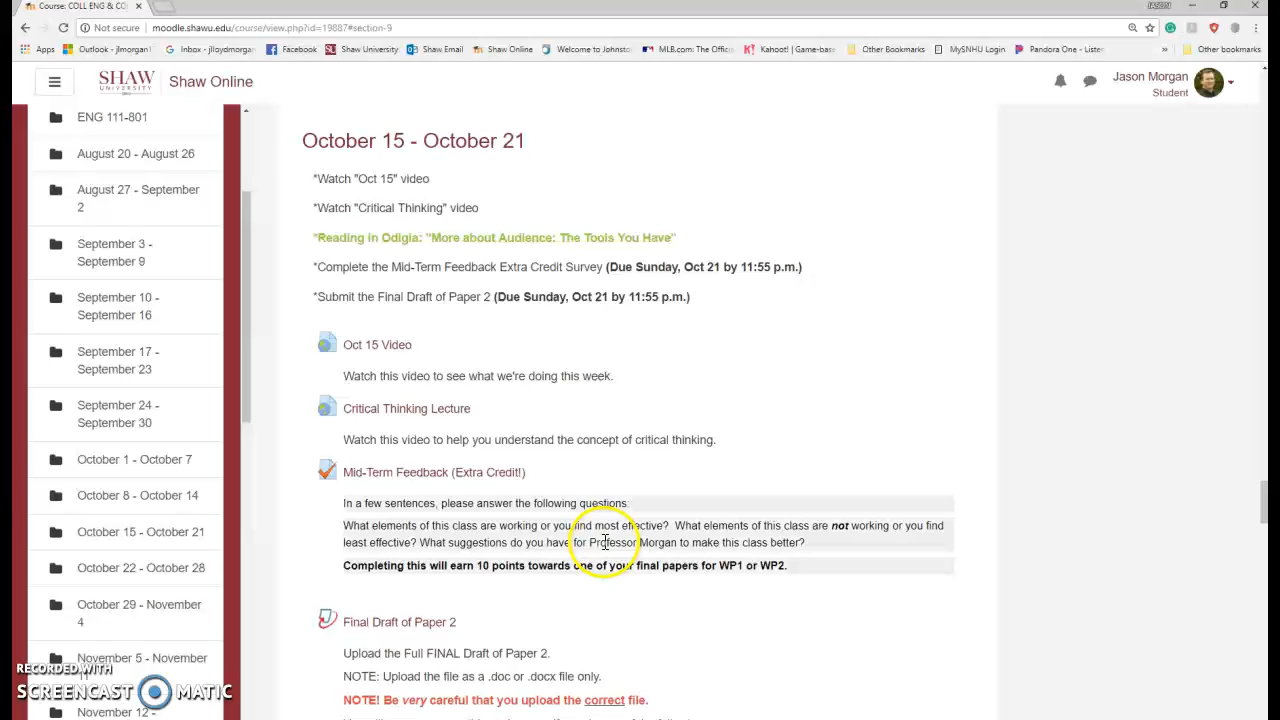 Course: COLL ENG & CO
JASON
Not secure | moodle.shawu.edu/course/view.php?id=19887#section-9
Apps Outlook - jlmorgan1 Inbox - jlloydmorgan Facebook Shaw University Shaw Email Shaw Online Welcome to Johnsto MLB.com: The Offici Kahoot! | Game-base Other Bookmarks MySNHU Login Pandora One - Listen » Other bookmarks
SHAW
UNIVERSITY
Shaw Online
Jason Morgan
Student
ENG 111-801
August 20 - August 26
August 27 - September
2
September 3 -
September 9
September 10 -
September 16
September 17 -
September 23
September 24 -
September 30
October 1 - October 7
October 8 - October 14
October 15 - October 21
October 22 - October 28
October 29 - November
4
November 5 - November
11
November 12 -
October 15 - October 21
*Watch "Oct 15" video
*Watch "Critical Thinking" video
*Reading in Odigia: "More about Audience: The Tools You Have"
*Complete the Mid-Term Feedback Extra Credit Survey (Due Sunday, Oct 21 by 11:55 p.m.)
*Submit the Final Draft of Paper 2 (Due Sunday, Oct 21 by 11:55 p.m.)
Oct 15 Video
Watch this video to see what we're doing this week.
Critical Thinking Lecture
Watch this video to help you understand the concept of critical thinking.
Mid-Term Feedback (Extra Credit!)
In a few sentences, please answer the following questions:
What elements of this class are working or you find most effective? What elements of this class are not working or you find
least effective? What suggestions do you have for Professor Morgan to make this class better?
Completing this will earn 10 points towards one of your final papers for WP1 or WP2.
Final Draft of Paper 2
Upload the Full FINAL Draft of Paper 2.
NOTE: Upload the file as a .doc or .docx file only.
NOTE! Be very careful that you upload the correct file.
RECORDED WITH
SCREENCAST MATIC